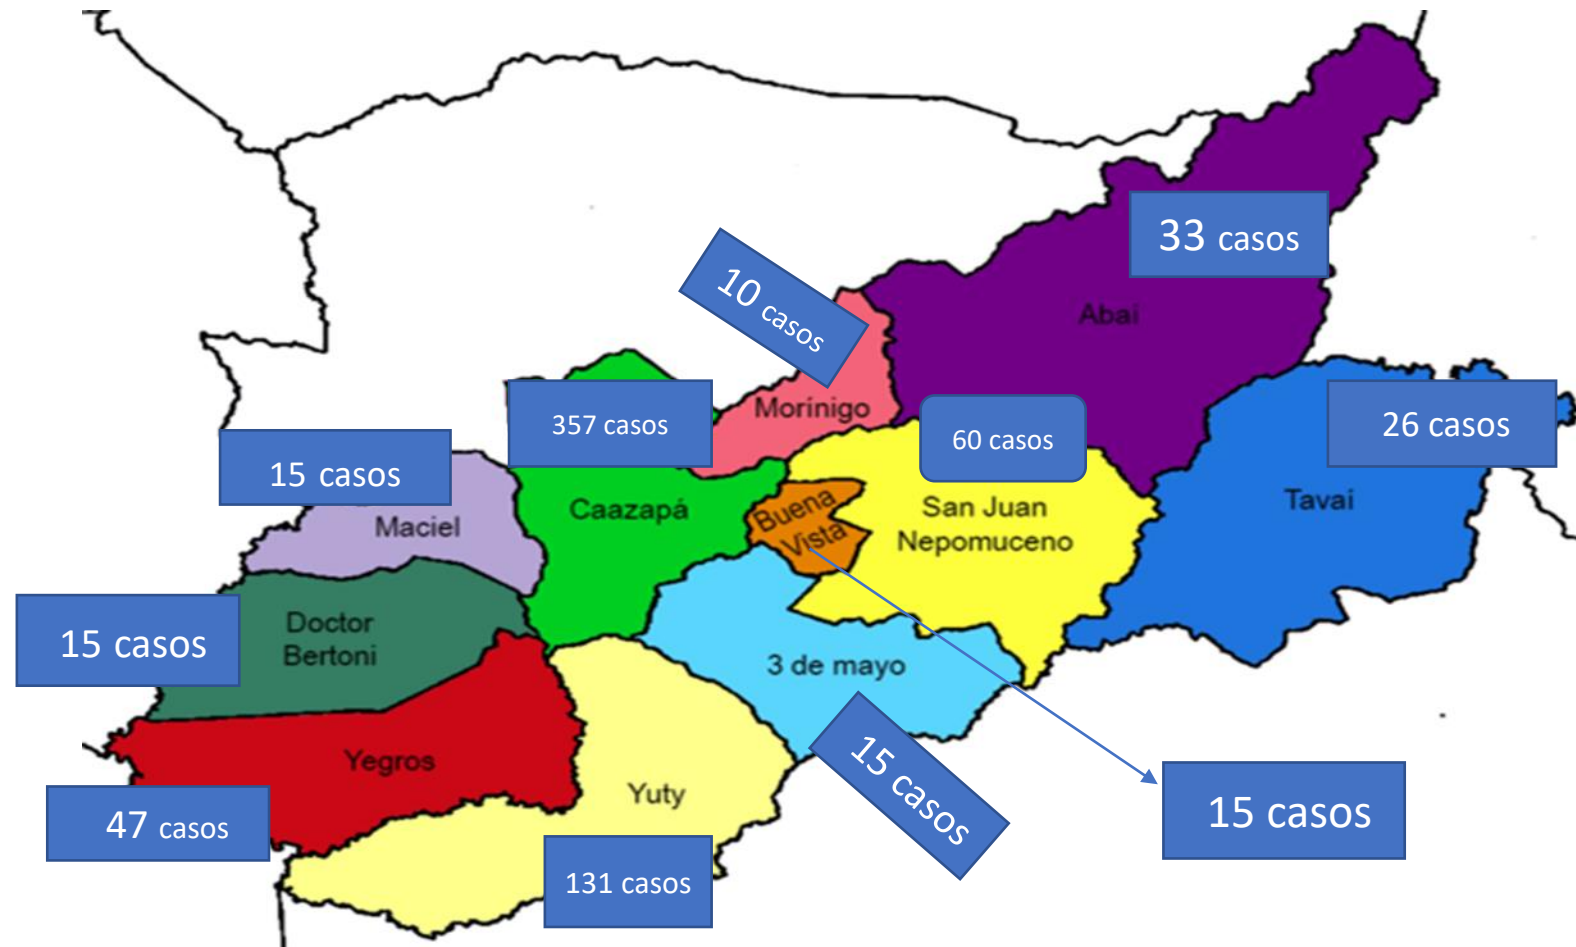 33 casos
10 casos
Abai
Morínigo
357 casos
60 casos
26 casos
15 casos
Maciel
Caazapá
Buena
Vista
San Juan
Nepomuceno
Tavai
15 casos
Doctor
Bertoni
3 de mayo
Yegros
Yuty
15 casos
15 casos
47 casos
131 casos